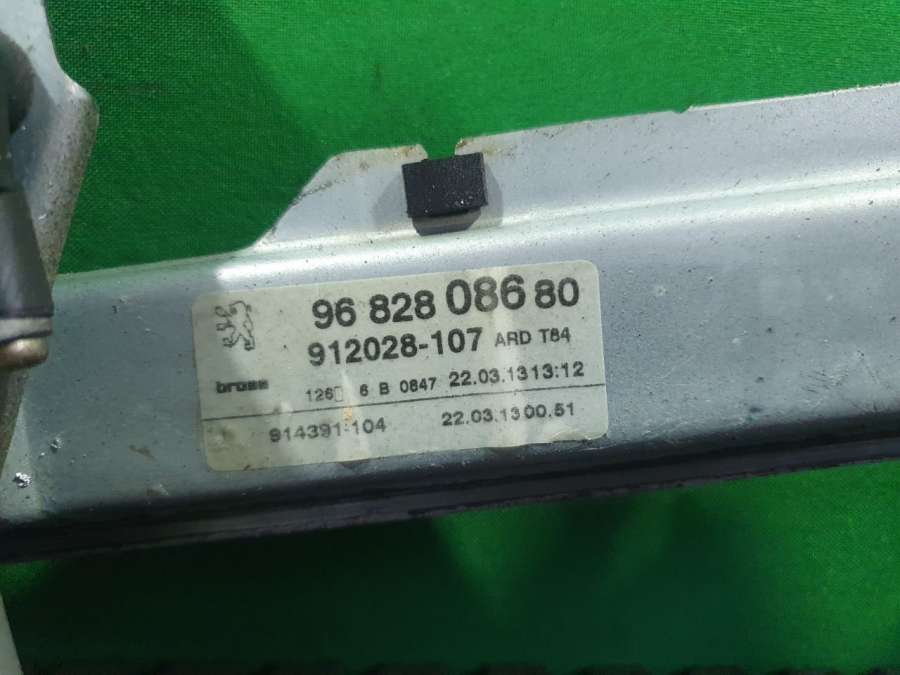 96 828 086 80
912028-107 ARD T84
brose 126 6 B 0847 22.03.13 13:12
914391-104 22.03.13 00.51